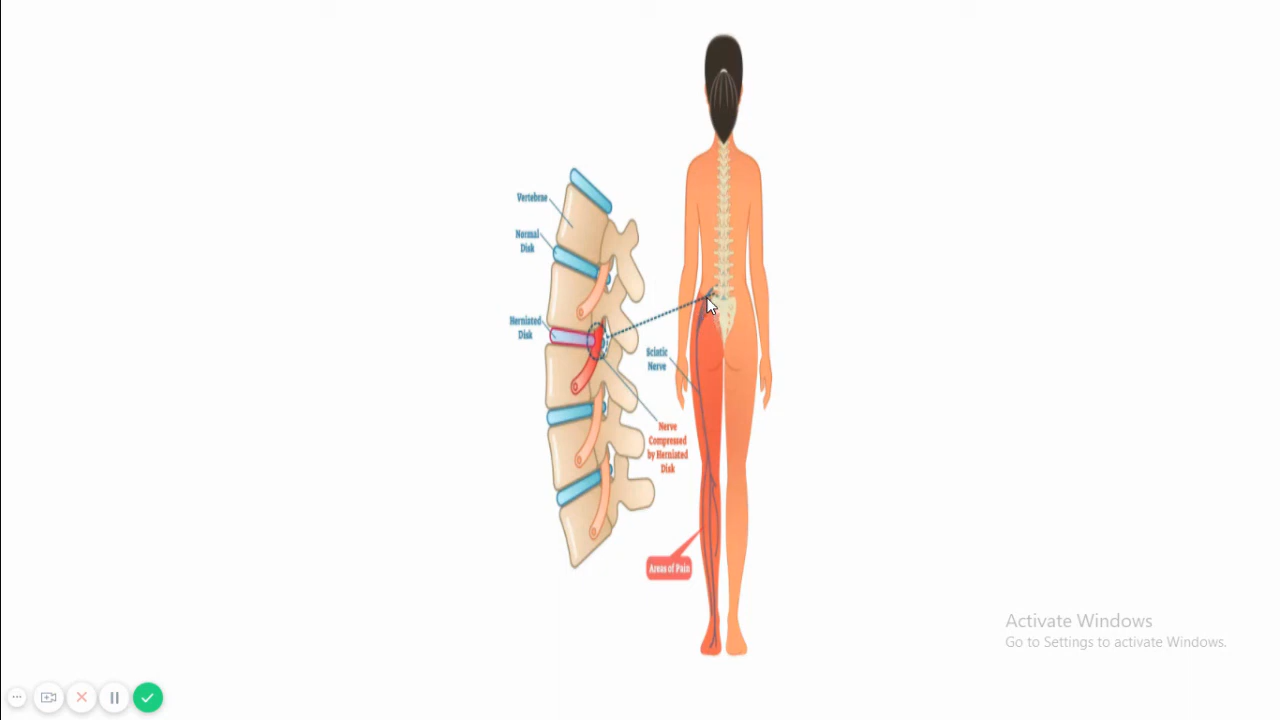 Vertebrae
Normal
Disk
Herniated
Disk
Sciatic
Nerve
Nerve
Compressed
by Herniated
Disk
Areas of Pain
Activate Windows
Go to Settings to activate Windows.